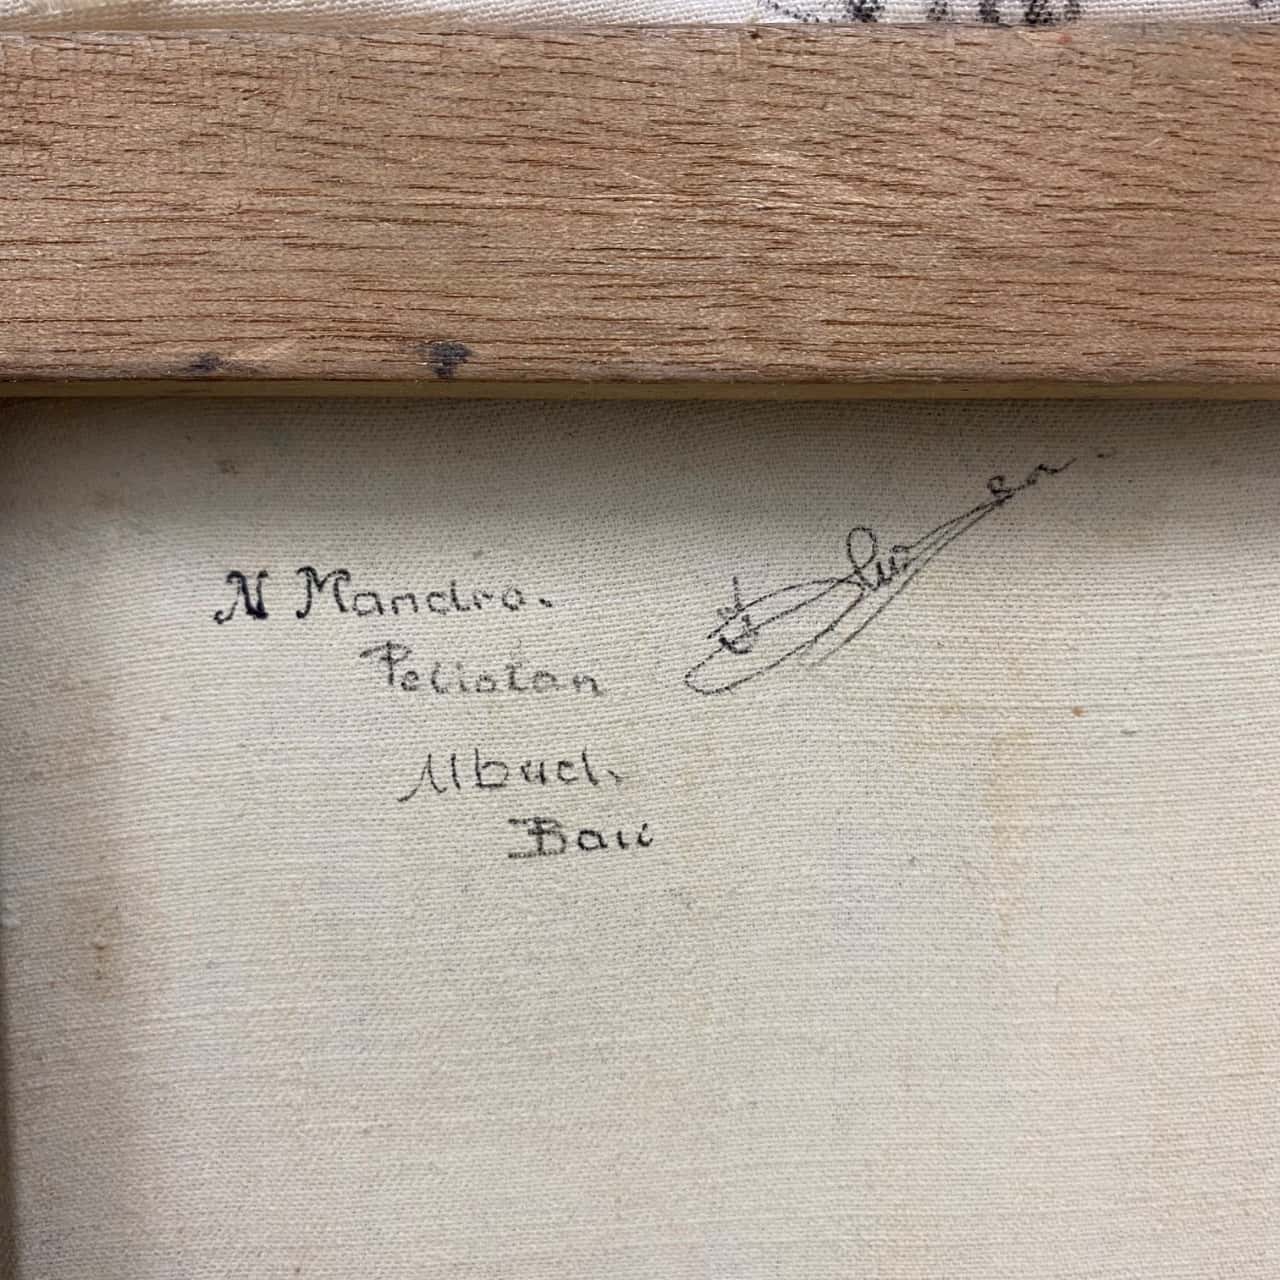 N Mandra.
Peliatan
Ubud.
Bali